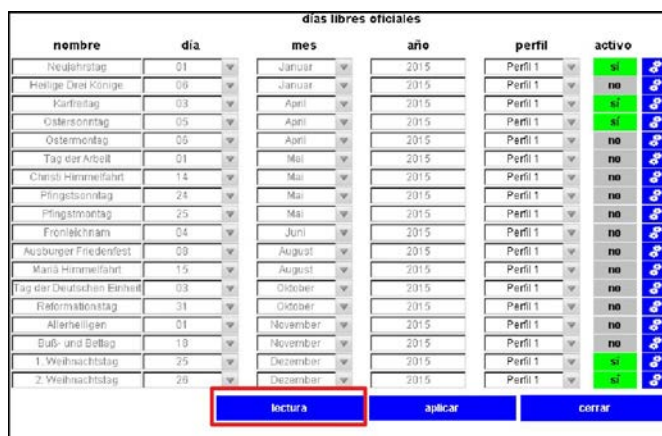 días libres oficiales
nombre día mes año perfil activo
Neujahrstag 01 Januar 2015 Perfil 1 sí
Heilige Drei Könige 06 Januar 2015 Perfil 1 no
Karfreitag 03 April 2015 Perfil 1 sí
Ostersonntag 05 April 2015 Perfil 1 sí
Ostermontag 06 April 2015 Perfil 1 no
Tag der Arbeit 01 Mai 2015 Perfil 1 no
Christi Himmelfahrt 14 Mai 2015 Perfil 1 no
Pfingstsonntag 24 Mai 2015 Perfil 1 no
Pfingstmontag 25 Mai 2015 Perfil 1 no
Fronleichnam 04 Juni 2015 Perfil 1 no
Ausburger Friedenfest 08 August 2015 Perfil 1 no
Mariä Himmelfahrt 15 August 2015 Perfil 1 no
Tag der Deutschen Einheit 03 Oktober 2015 Perfil 1 no
Reformationstag 31 Oktober 2015 Perfil 1 no
Allerheiligen 01 November 2015 Perfil 1 no
Buß- und Bettag 18 November 2015 Perfil 1 no
1. Weihnachtstag 25 Dezember 2015 Perfil 1 sí
2. Weihnachtstag 26 Dezember 2015 Perfil 1 sí
lectura aplicar cerrar